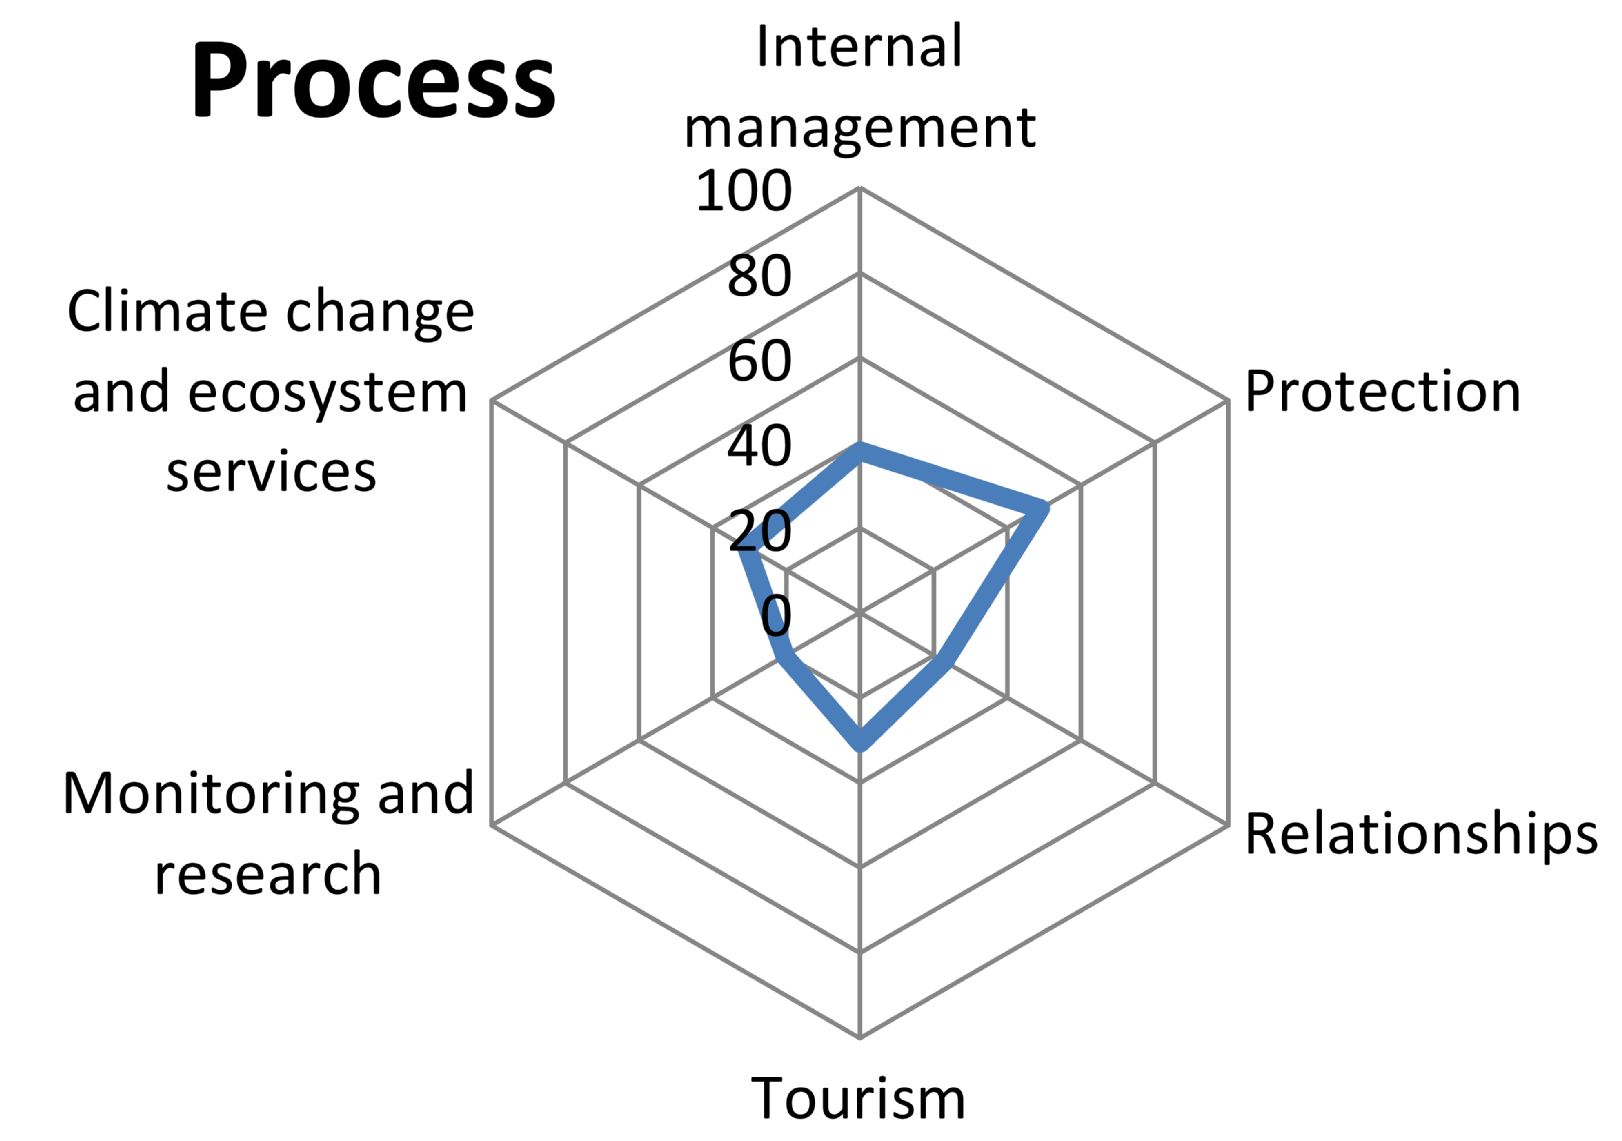 Process
Internal
management
100
80
60
40
20
0
Climate change
and ecosystem
services
Protection
Monitoring and
research
Relationships
Tourism